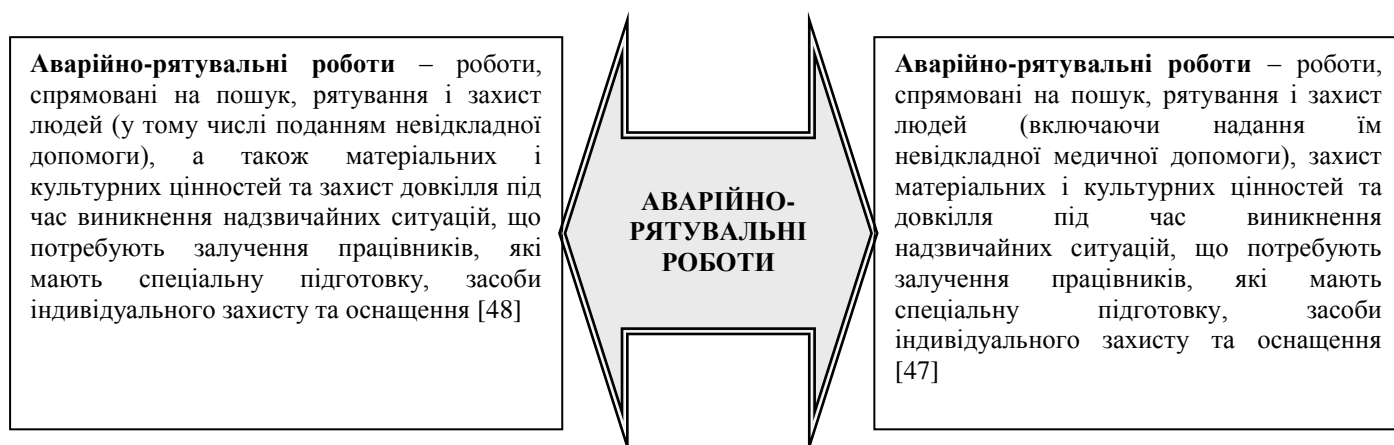 Аварійно-рятувальні роботи – роботи,
спрямовані на пошук, рятування і захист
людей (у тому числі поданням невідкладної
допомоги), а також матеріальних і
культурних цінностей та захист довкілля під
час виникнення надзвичайних ситуацій, що
потребують залучення працівників, які
мають спеціальну підготовку, засоби
індивідуального захисту та оснащення [48]
АВАРІЙНО-
РЯТУВАЛЬНІ
РОБОТИ
Аварійно-рятувальні роботи – роботи,
спрямовані на пошук, рятування і захист
людей (включаючи надання їм
невідкладної медичної допомоги), захист
матеріальних і культурних цінностей та
довкілля під час виникнення
надзвичайних ситуацій, що потребують
залучення працівників, які мають
спеціальну підготовку, засоби
індивідуального захисту та оснащення
[47]